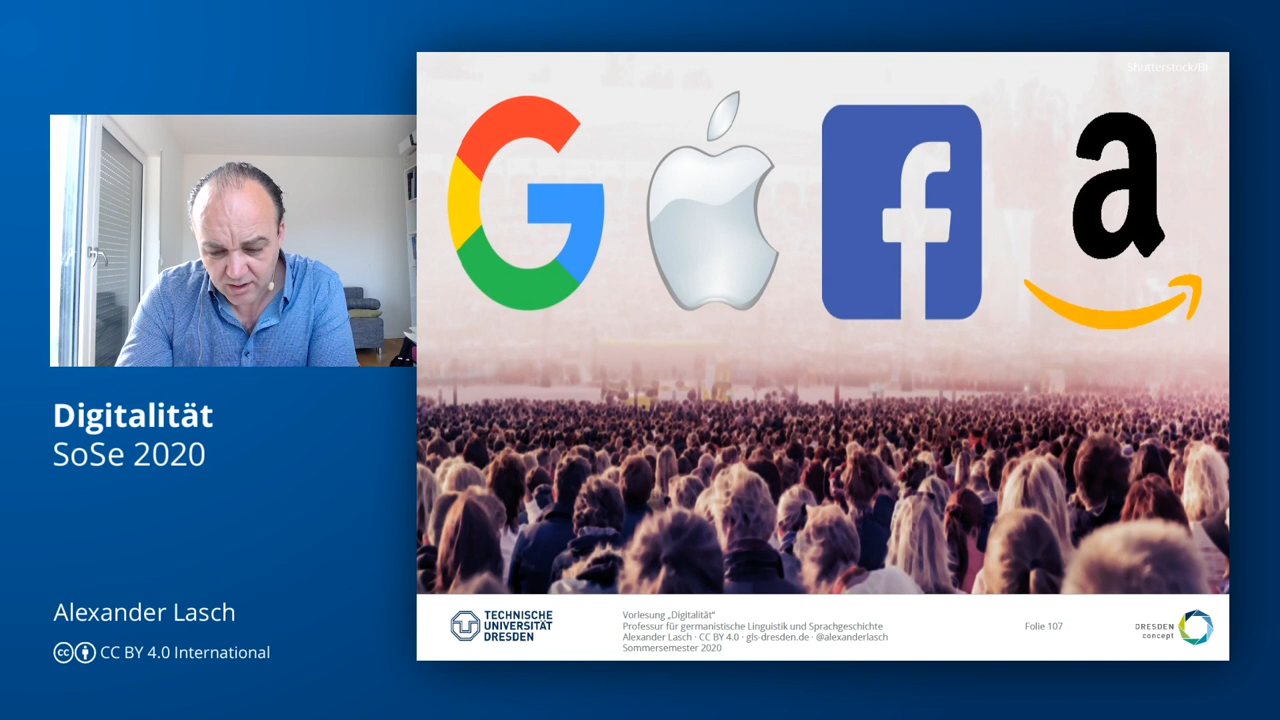 Digitalität
SoSe 2020
Alexander Lasch
CC BY 4.0 International
Shutterstock/BI
TECHNISCHE
UNIVERSITÄT
DRESDEN
Vorlesung „Digitalität“
Professur für germanistische Linguistik und Sprachgeschichte
Alexander Lasch · CC BY 4.0 · gls-dresden.de · @alexanderlasch
Sommersemester 2020
Folie 107
DRESDEN
concept